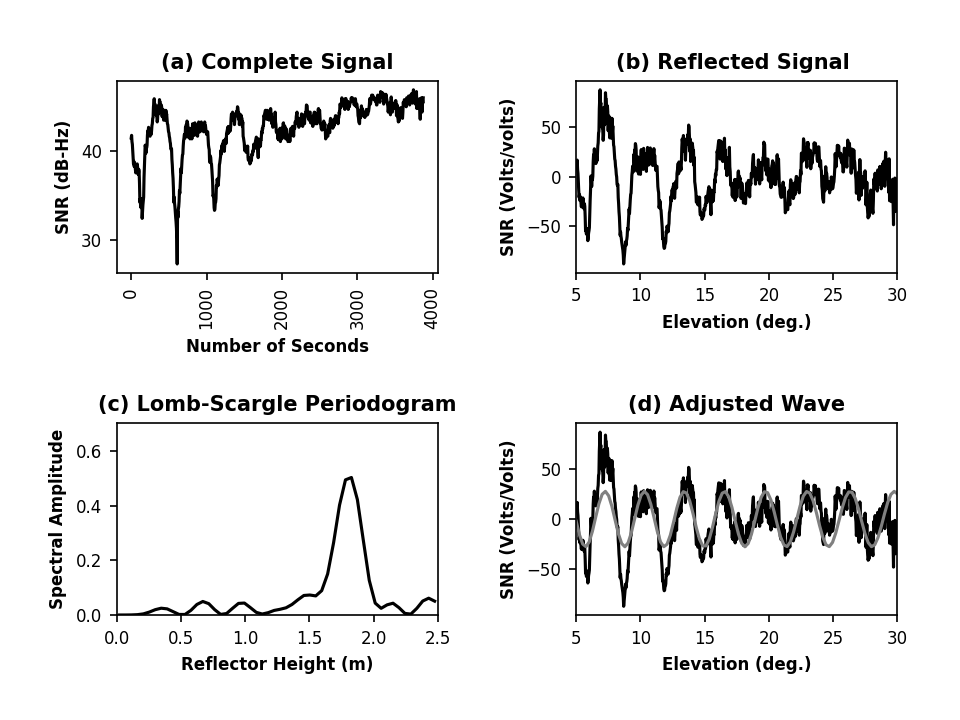 (a) Complete Signal
SNR (dB-Hz)
40
30
0
1000
2000
3000
4000
Number of Seconds
(b) Reflected Signal
SNR (Volts/volts)
50
0
−50
5
10
15
20
25
30
Elevation (deg.)
(c) Lomb-Scargle Periodogram
Spectral Amplitude
0.6
0.4
0.2
0.0
0.0
0.5
1.0
1.5
2.0
2.5
Reflector Height (m)
(d) Adjusted Wave
SNR (Volts/Volts)
50
0
−50
5
10
15
20
25
30
Elevation (deg.)